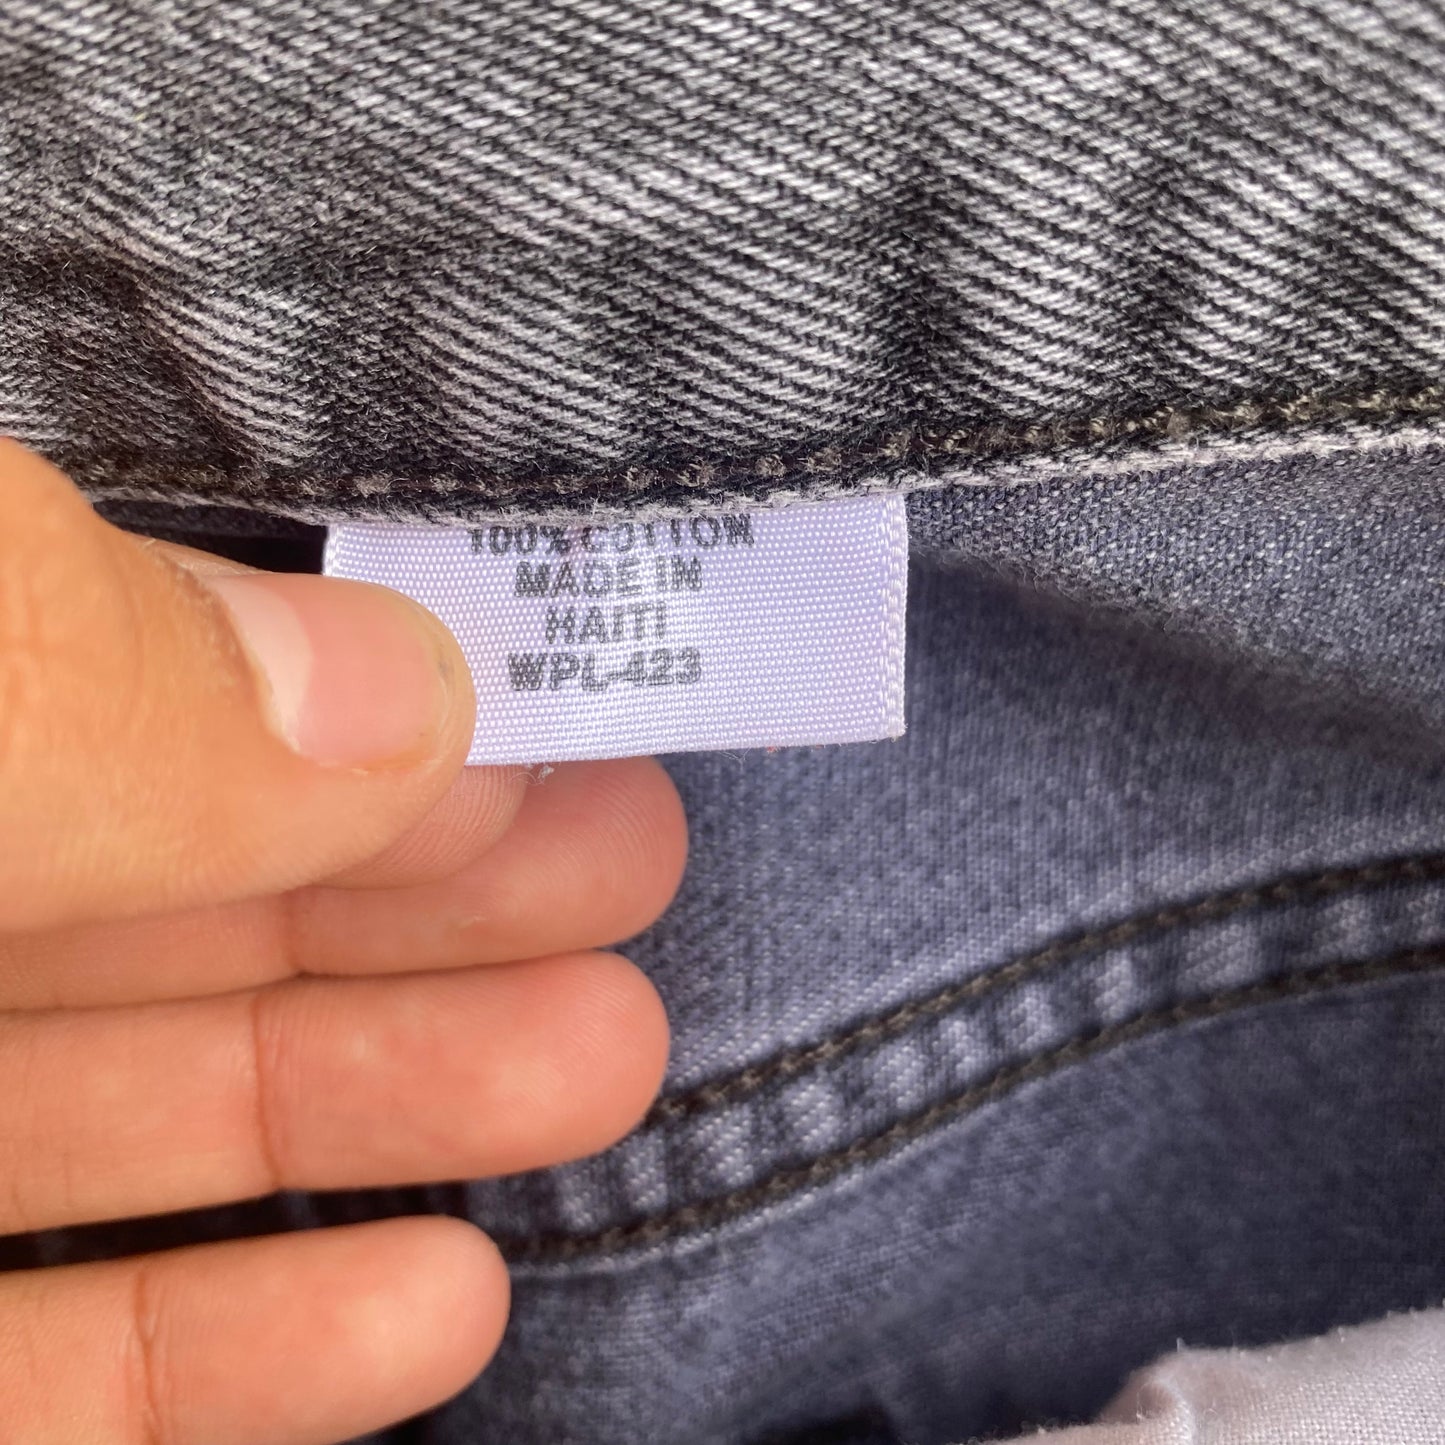 100% COTTON
MADE IN
HAITI
WPL-423